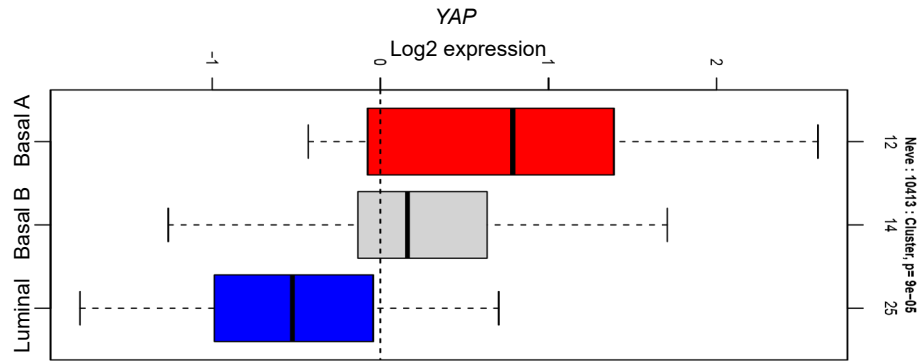 YAP
Log2 expression
−1 0 1 2
Basal A 12
Basal B 14
Luminal 25
Neve : 10413 : Cluster, p= 9e−05